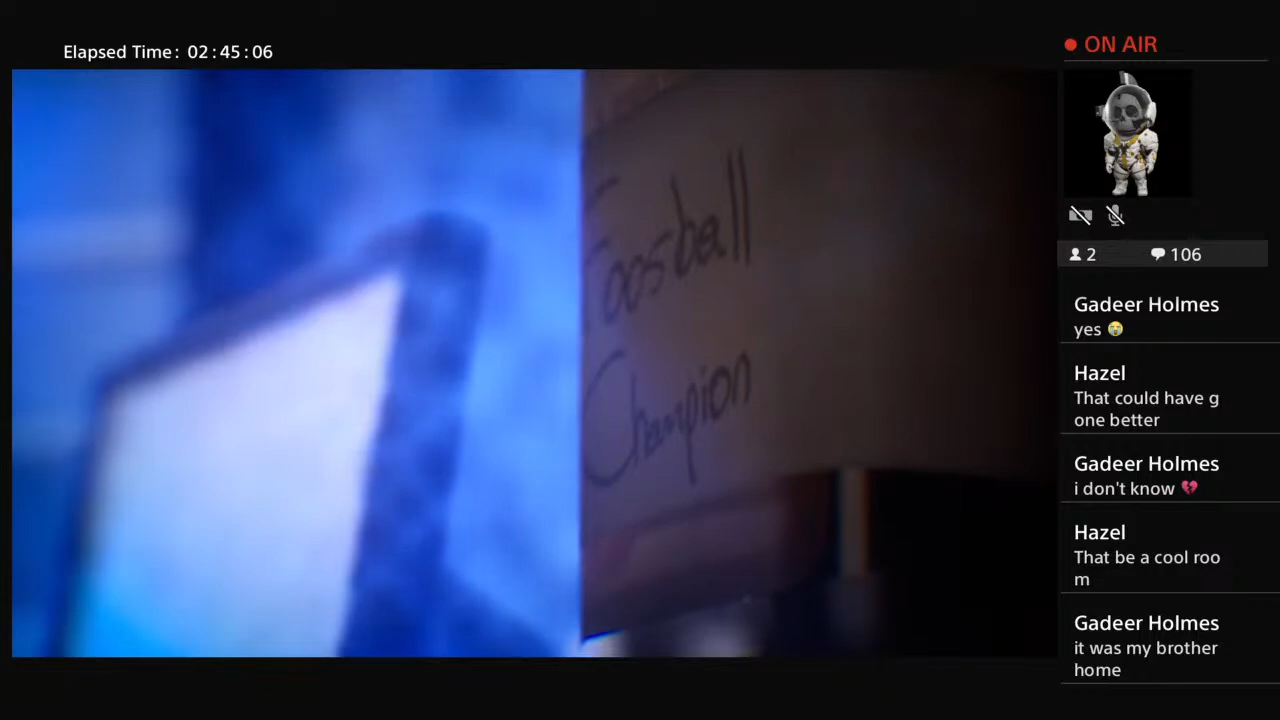 Elapsed Time: 02:45:06
ON AIR
2 106
Foosball
Champion
Gadeer Holmes
yes 😭
Hazel
That could have g
one better
Gadeer Holmes
i don't know 💔
Hazel
That be a cool roo
m
Gadeer Holmes
it was my brother
home